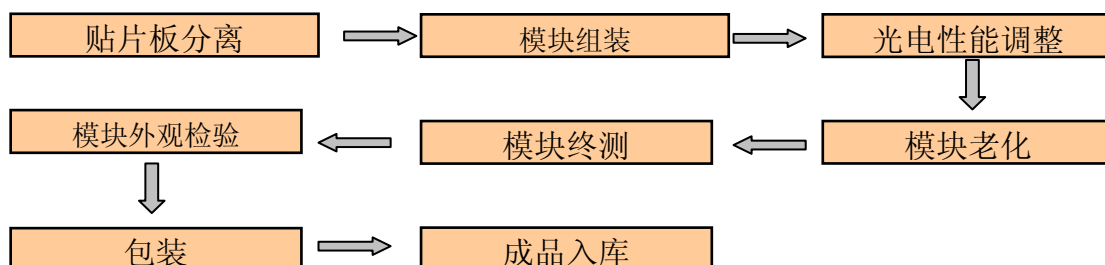 贴片板分离
模块组装
光电性能调整
模块老化
模块终测
模块外观检验
包装
成品入库